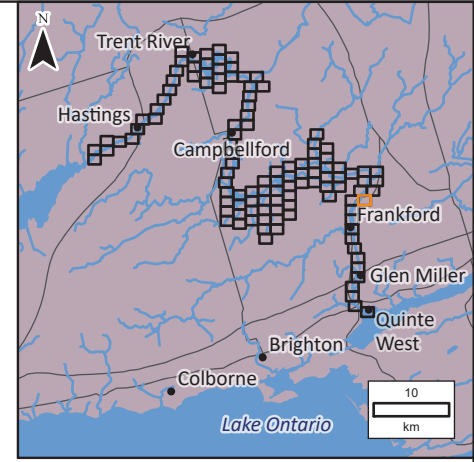 N
Trent River
Hastings
Campbellford
Frankford
Glen Miller
Quinte
West
Brighton
Colborne
Lake Ontario
10
km